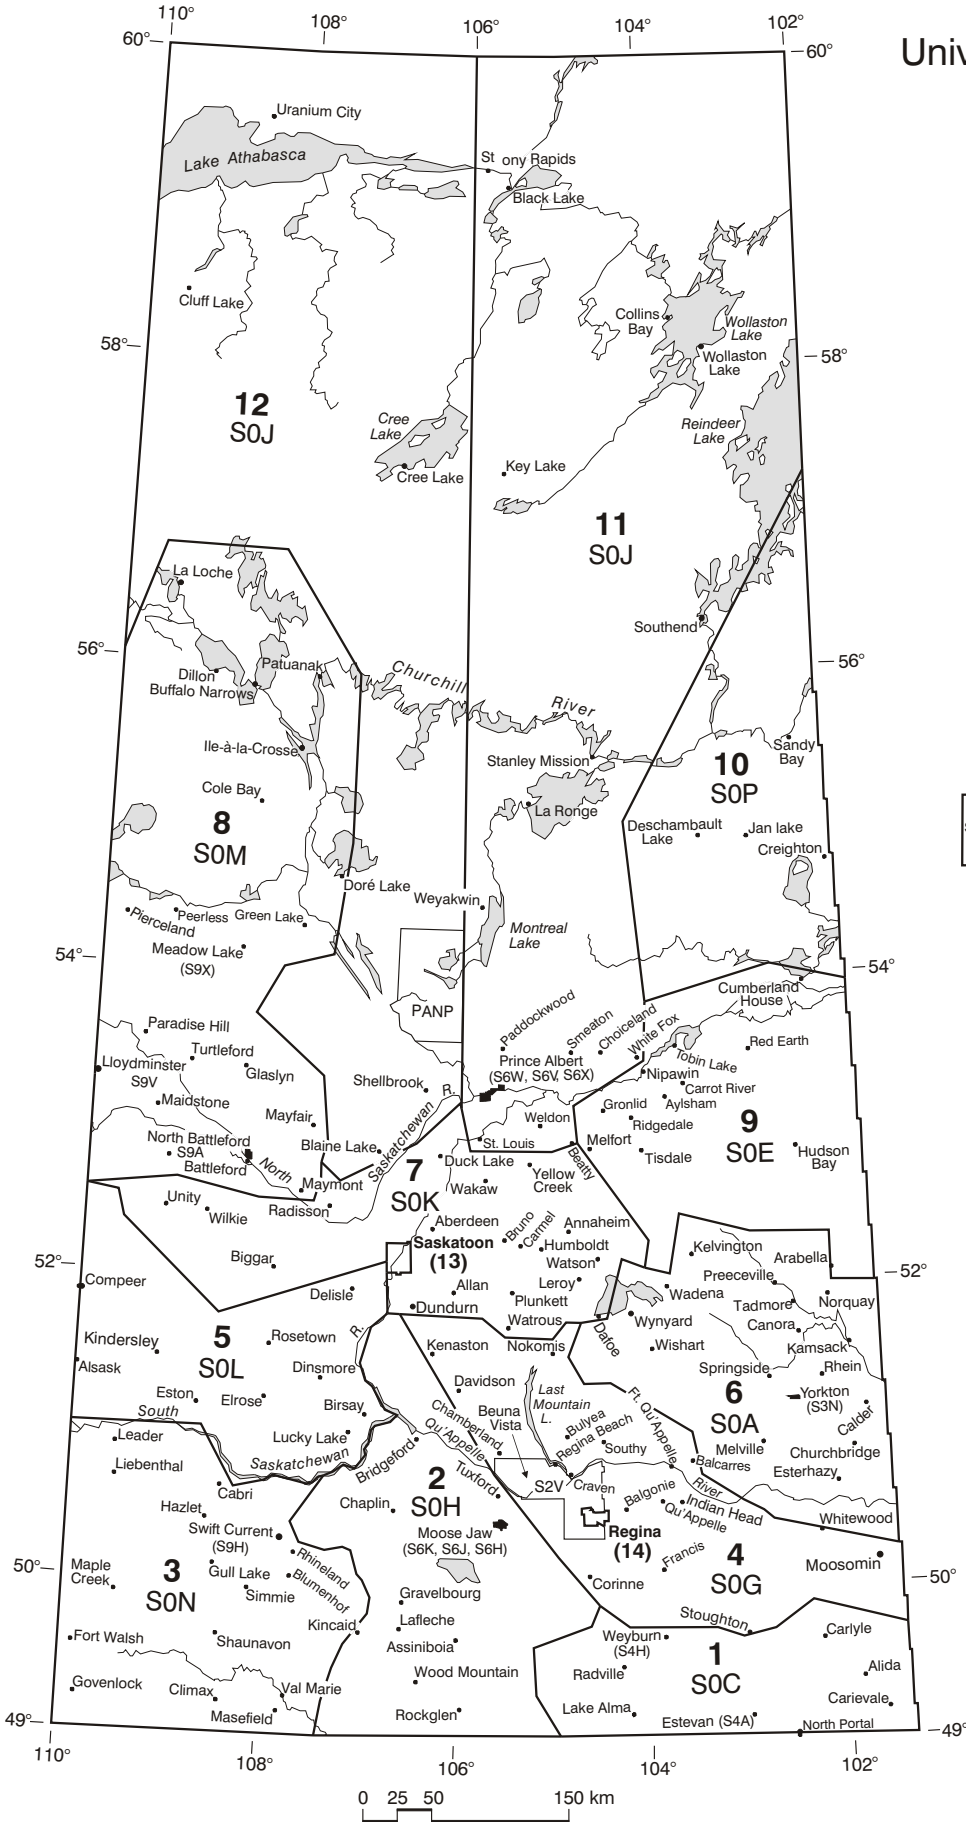 110°
108°
106°
104°
102°
60°
60°
Univ
Uranium City
Lake Athabasca
St ony Rapids
Black Lake
Cluff Lake
Collins
Bay
Wollaston
Lake
Wollaston
Lake
58°
58°
12
S0J
Cree
Lake
Cree Lake
Reindeer
Lake
Key Lake
11
S0J
La Loche
Southend
56°
56°
Dillon
Patuanak
Buffalo Narrows
Churchill
River
Ile-à-la-Crosse
Stanley Mission
Sandy
Bay
10
S0P
Cole Bay
La Ronge
8
S0M
Deschambault
Lake
Jan lake
Creighton
Doré Lake
Weyakwin
Pierceland
Peerless
Green Lake
Montreal
Lake
Meadow Lake
(S9X)
54°
54°
PANP
Cumberland
House
Paradise Hill
Paddockwood
Smeaton
Choiceland
White Fox
Red Earth
Turtleford
Lloydminster
S9V
Glaslyn
Prince Albert
(S6W, S6V, S6X)
Tobin Lake
Nipawin
Shellbrook
R.
Carrot River
Maidstone
Gronlid
Aylsham
9
S0E
Mayfair
Weldon
Ridgedale
North Battleford
S9A
Battleford
Blaine Lake
Saskatchewan
St. Louis
Melfort
Beatty
Tisdale
Hudson
Bay
North
7
S0K
Duck Lake
Yellow
Creek
Maymont
Wakaw
Unity
Wilkie
Radisson
Aberdeen
Bruno
Carmel
Annaheim
Saskatoon
(13)
Humboldt
Kelvington
Arabella
Biggar
Watson
52°
52°
Compeer
Allan
Leroy
Preeceville
Wadena
Delisle
Plunkett
Tadmore
Norquay
Dundurn
Watrous
Dafoe
Wynyard
Canora
Kindersley
5
S0L
Rosetown
R.
Kenaston
Nokomis
Wishart
Kamsack
Alsask
Dinsmore
Springside
Rhein
Eston
Elrose
Davidson
Last
Mountain
L.
6
S0A
Yorkton
(S3N)
South
Birsay
Chamberland
Beuna
Vista
Ft. Qu'Appelle
Calder
Leader
Lucky Lake
Qu'Appelle
Bulyea
Regina Beach
Southy
Melville
Churchbridge
Liebenthal
Saskatchewan
Bridgeford
Balcarres
Esterhazy
Cabri
2
S0H
Tuxford
S2V
Craven
River
Hazlet
Chaplin
Balgonie
Qu'Appelle
Indian Head
Whitewood
Swift Current
(S9H)
Moose Jaw
(S6K, S6J, S6H)
Regina
(14)
50°
50°
Maple
Creek
3
S0N
Gull Lake
Rhineland
Blumenhof
Simmie
Francis
4
S0G
Moosomin
Corinne
Gravelbourg
Kincaid
Lafleche
Stoughton
Fort Walsh
Shaunavon
Assiniboia
Weyburn
(S4H)
Carlyle
Govenlock
Climax
Val Marie
Wood Mountain
Radville
1
S0C
Alida
Masefield
Rockglen
Lake Alma
Estevan (S4A)
Carievale
North Portal
49°
49°
110°
108°
106°
104°
102°
0 25 50 150 km